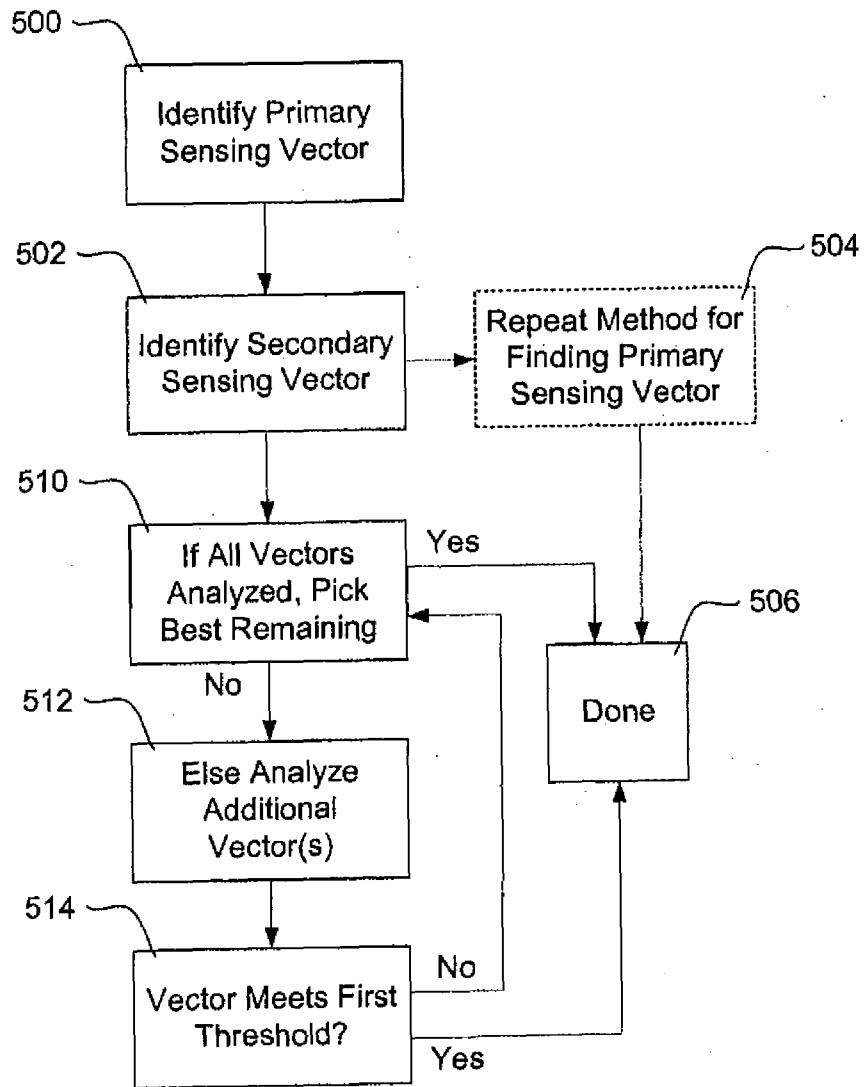 500
Identify Primary
Sensing Vector
502
Identify Secondary
Sensing Vector
504
Repeat Method for
Finding Primary
Sensing Vector
510
If All Vectors
Analyzed, Pick
Best Remaining
Yes
No
506
Done
512
Else Analyze
Additional
Vector(s)
514
Vector Meets First
Threshold?
No
Yes